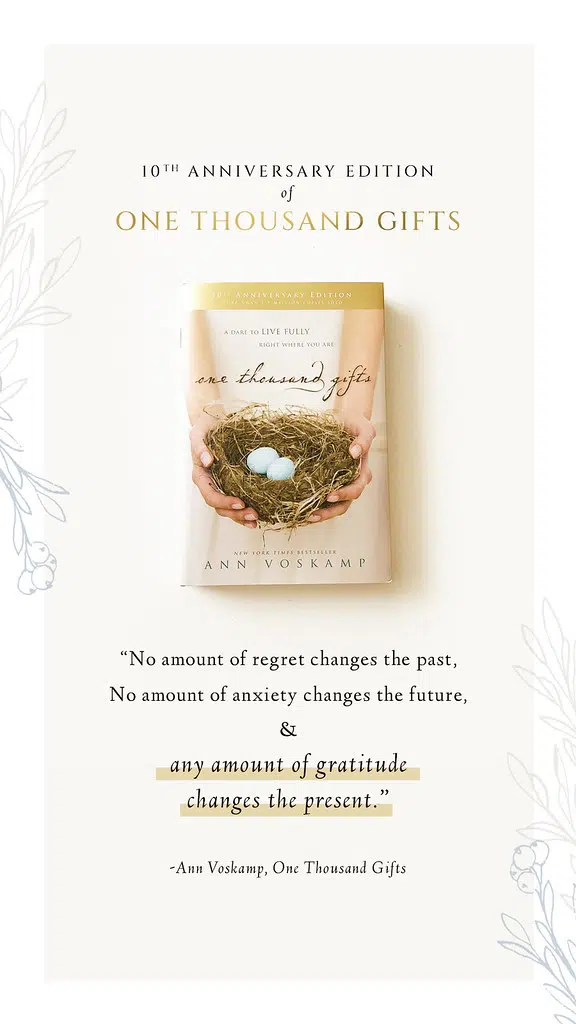 10TH ANNIVERSARY EDITION
of
ONE THOUSAND GIFTS
10TH ANNIVERSARY EDITION
A DARE TO LIVE FULLY
RIGHT WHERE YOU ARE
one thousand gifts
NEW YORK TIMES BESTSELLER
ANN VOSKAMP
“No amount of regret changes the past,
No amount of anxiety changes the future,
&
any amount of gratitude
changes the present.”
-Ann Voskamp, One Thousand Gifts